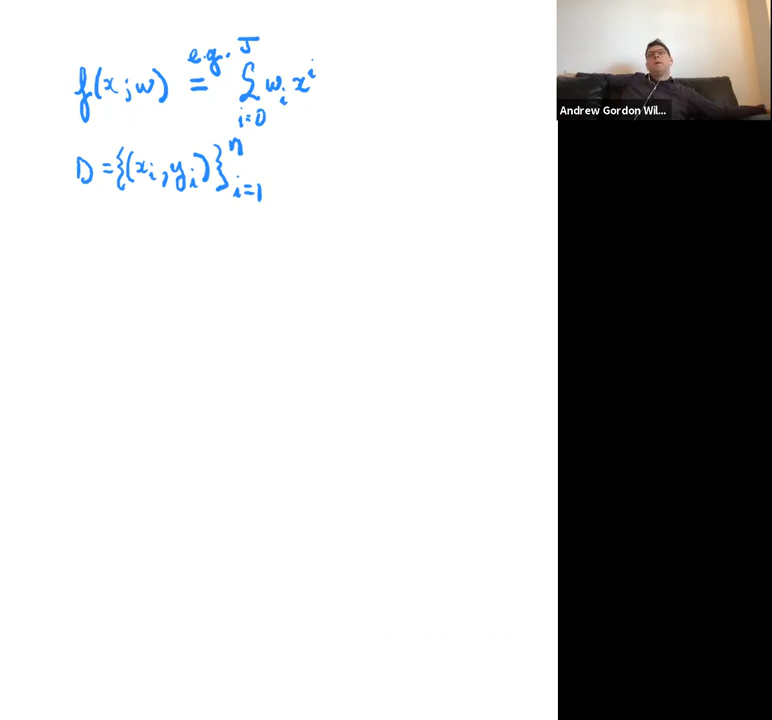 f(x;w) e.g. = J Σ i=0 w_i x^i
D = {(x_i, y_i)}^n_{i=1}
Andrew Gordon Wil...